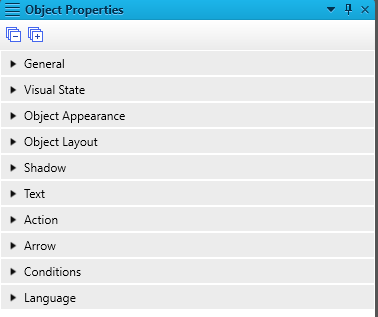 Object Properties
General
Visual State
Object Appearance
Object Layout
Shadow
Text
Action
Arrow
Conditions
Language